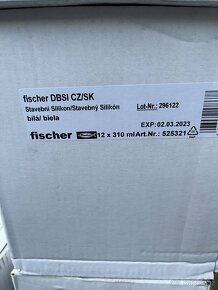 fischer DBSI CZ/SK
Stavební Silikon/Stavebný Silikón
Lot-Nr.: 296122
bílá/ biela
EXP: 02.03.2023
fischer 12 x 310 ml Art.Nr.: 525321